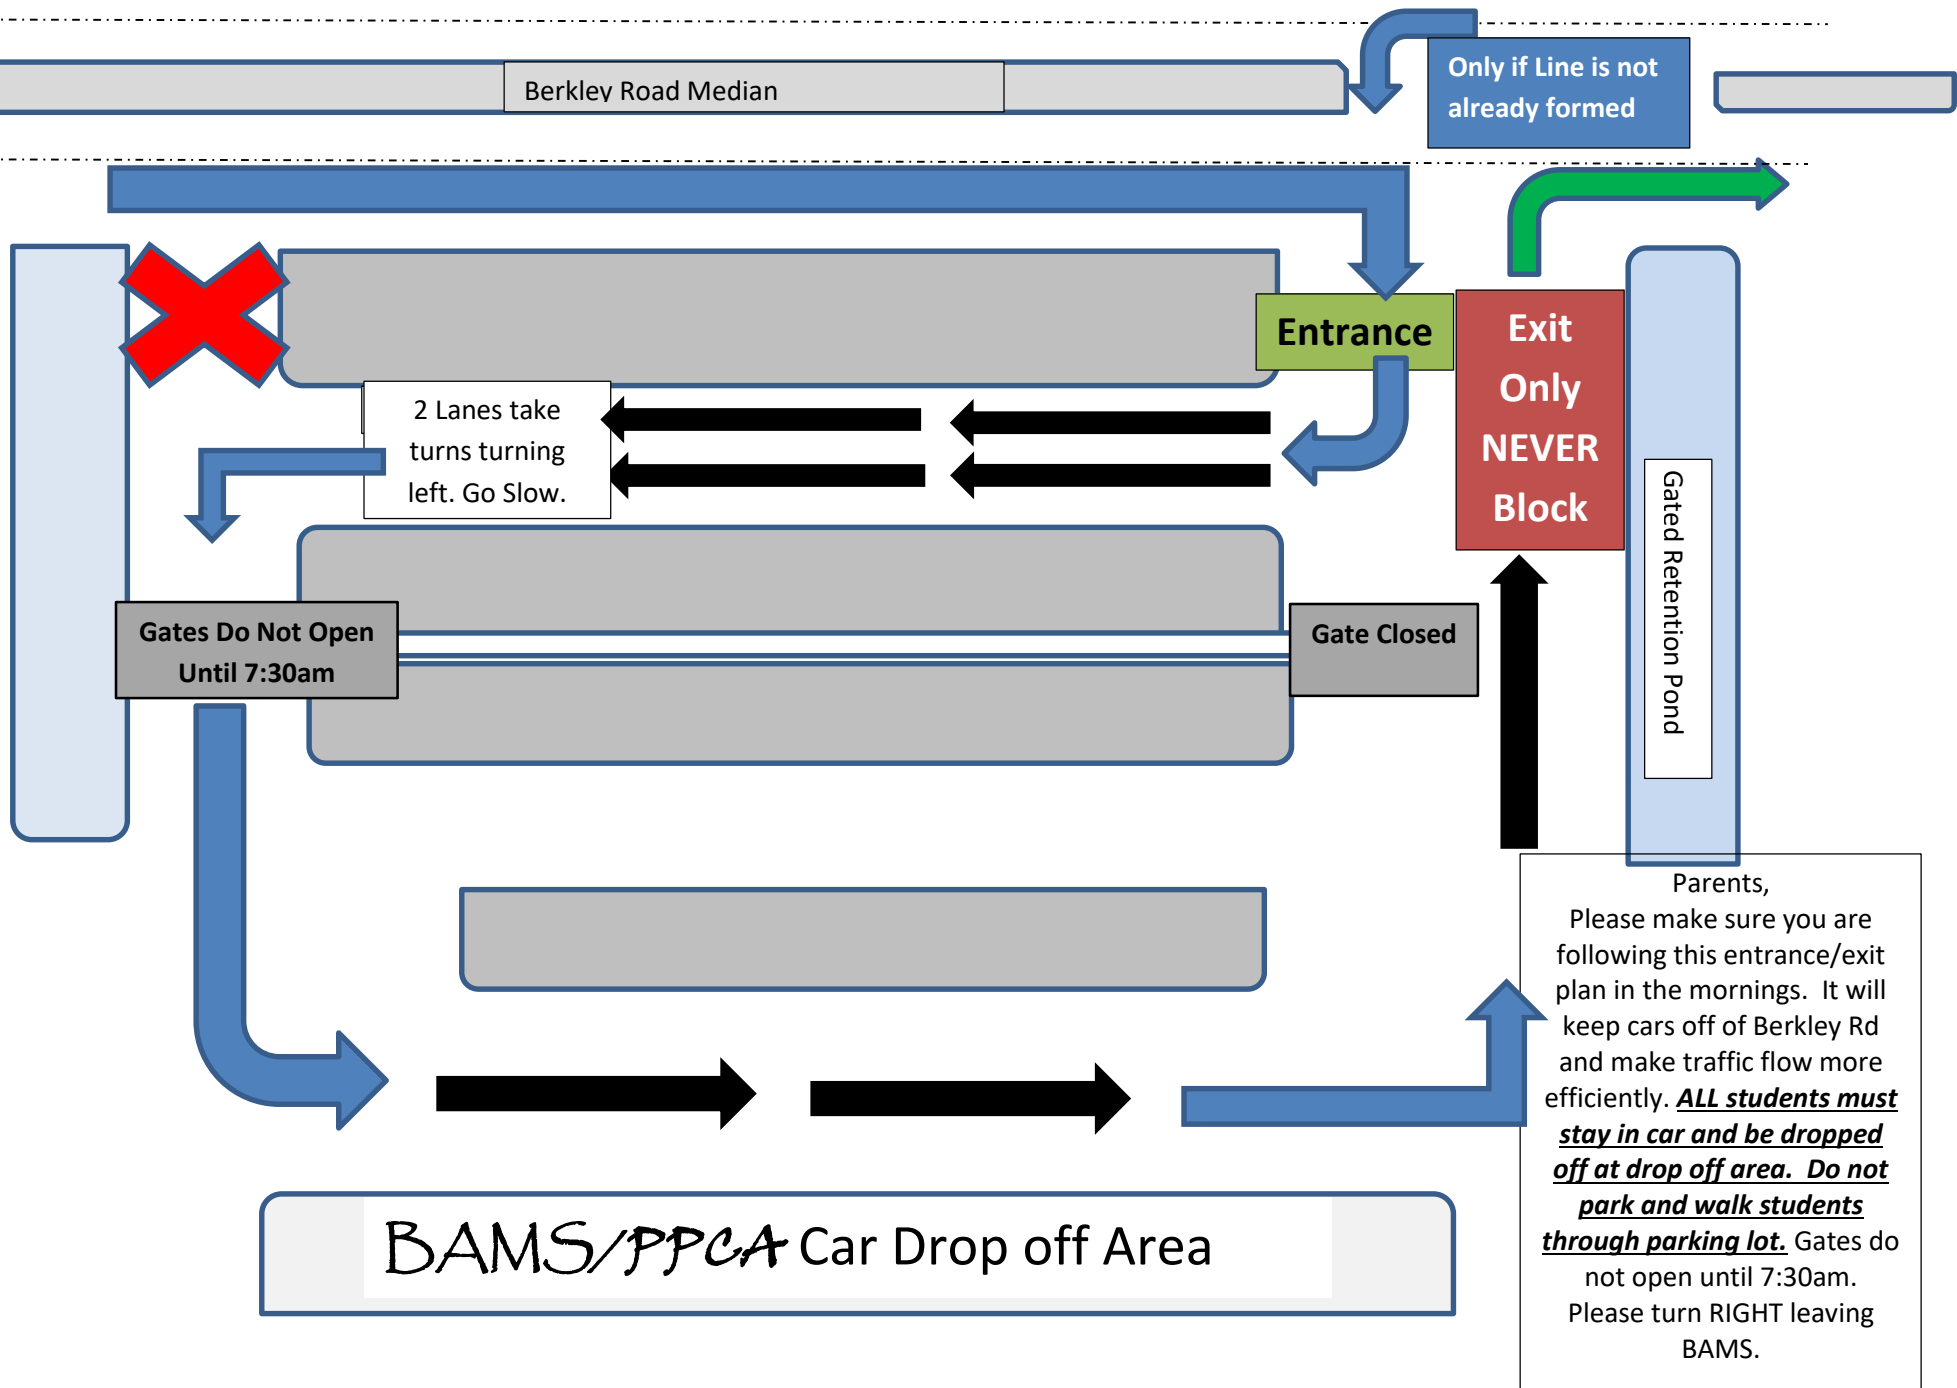 Berkley Road Median
Only if Line is not
already formed
Entrance
Exit
Only
NEVER
Block
2 Lanes take
turns turning
left. Go Slow.
Gated Retention Pond
Gates Do Not Open
Until 7:30am
Gate Closed
Parents,
Please make sure you are
following this entrance/exit
plan in the mornings.  It will
keep cars off of Berkley Rd
and make traffic flow more
efficiently. ALL students must
stay in car and be dropped
off at drop off area.  Do not
park and walk students
through parking lot. Gates do
not open until 7:30am.
Please turn RIGHT leaving
BAMS.
BAMS/PPCA Car Drop off Area